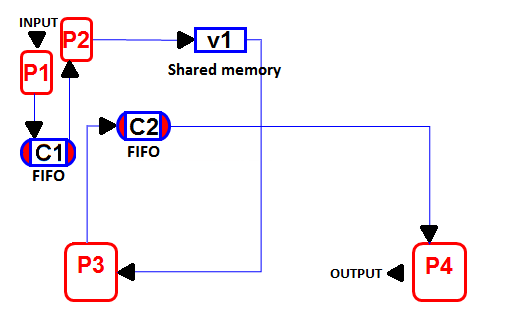 INPUT
P2
v1
P1
Shared memory
C2
C1
FIFO
FIFO
P3
P4
OUTPUT